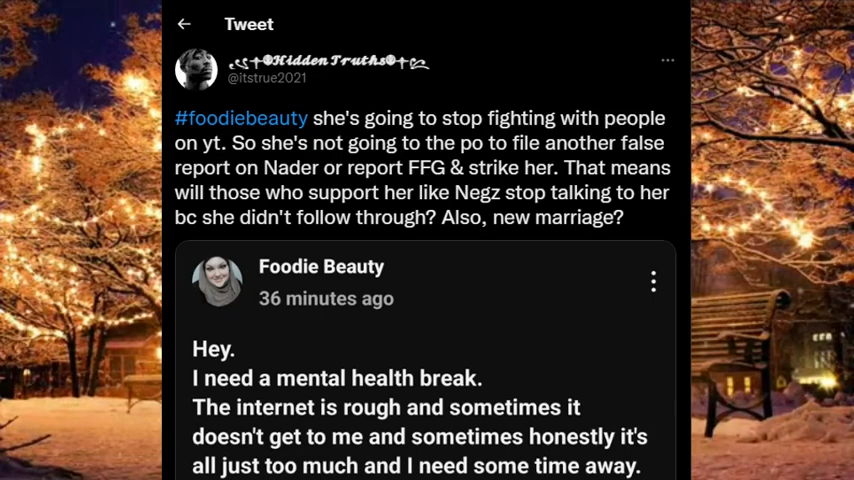 Tweet
Hidden Truths
@itstrue2021
#foodiebeauty she's going to stop fighting with people
on yt. So she's not going to the po to file another false
report on Nader or report FFG & strike her. That means
will those who support her like Negz stop talking to her
bc she didn't follow through? Also, new marriage?
Foodie Beauty
36 minutes ago
Hey.
I need a mental health break.
The internet is rough and sometimes it
doesn't get to me and sometimes honestly it's
all just too much and I need some time away.